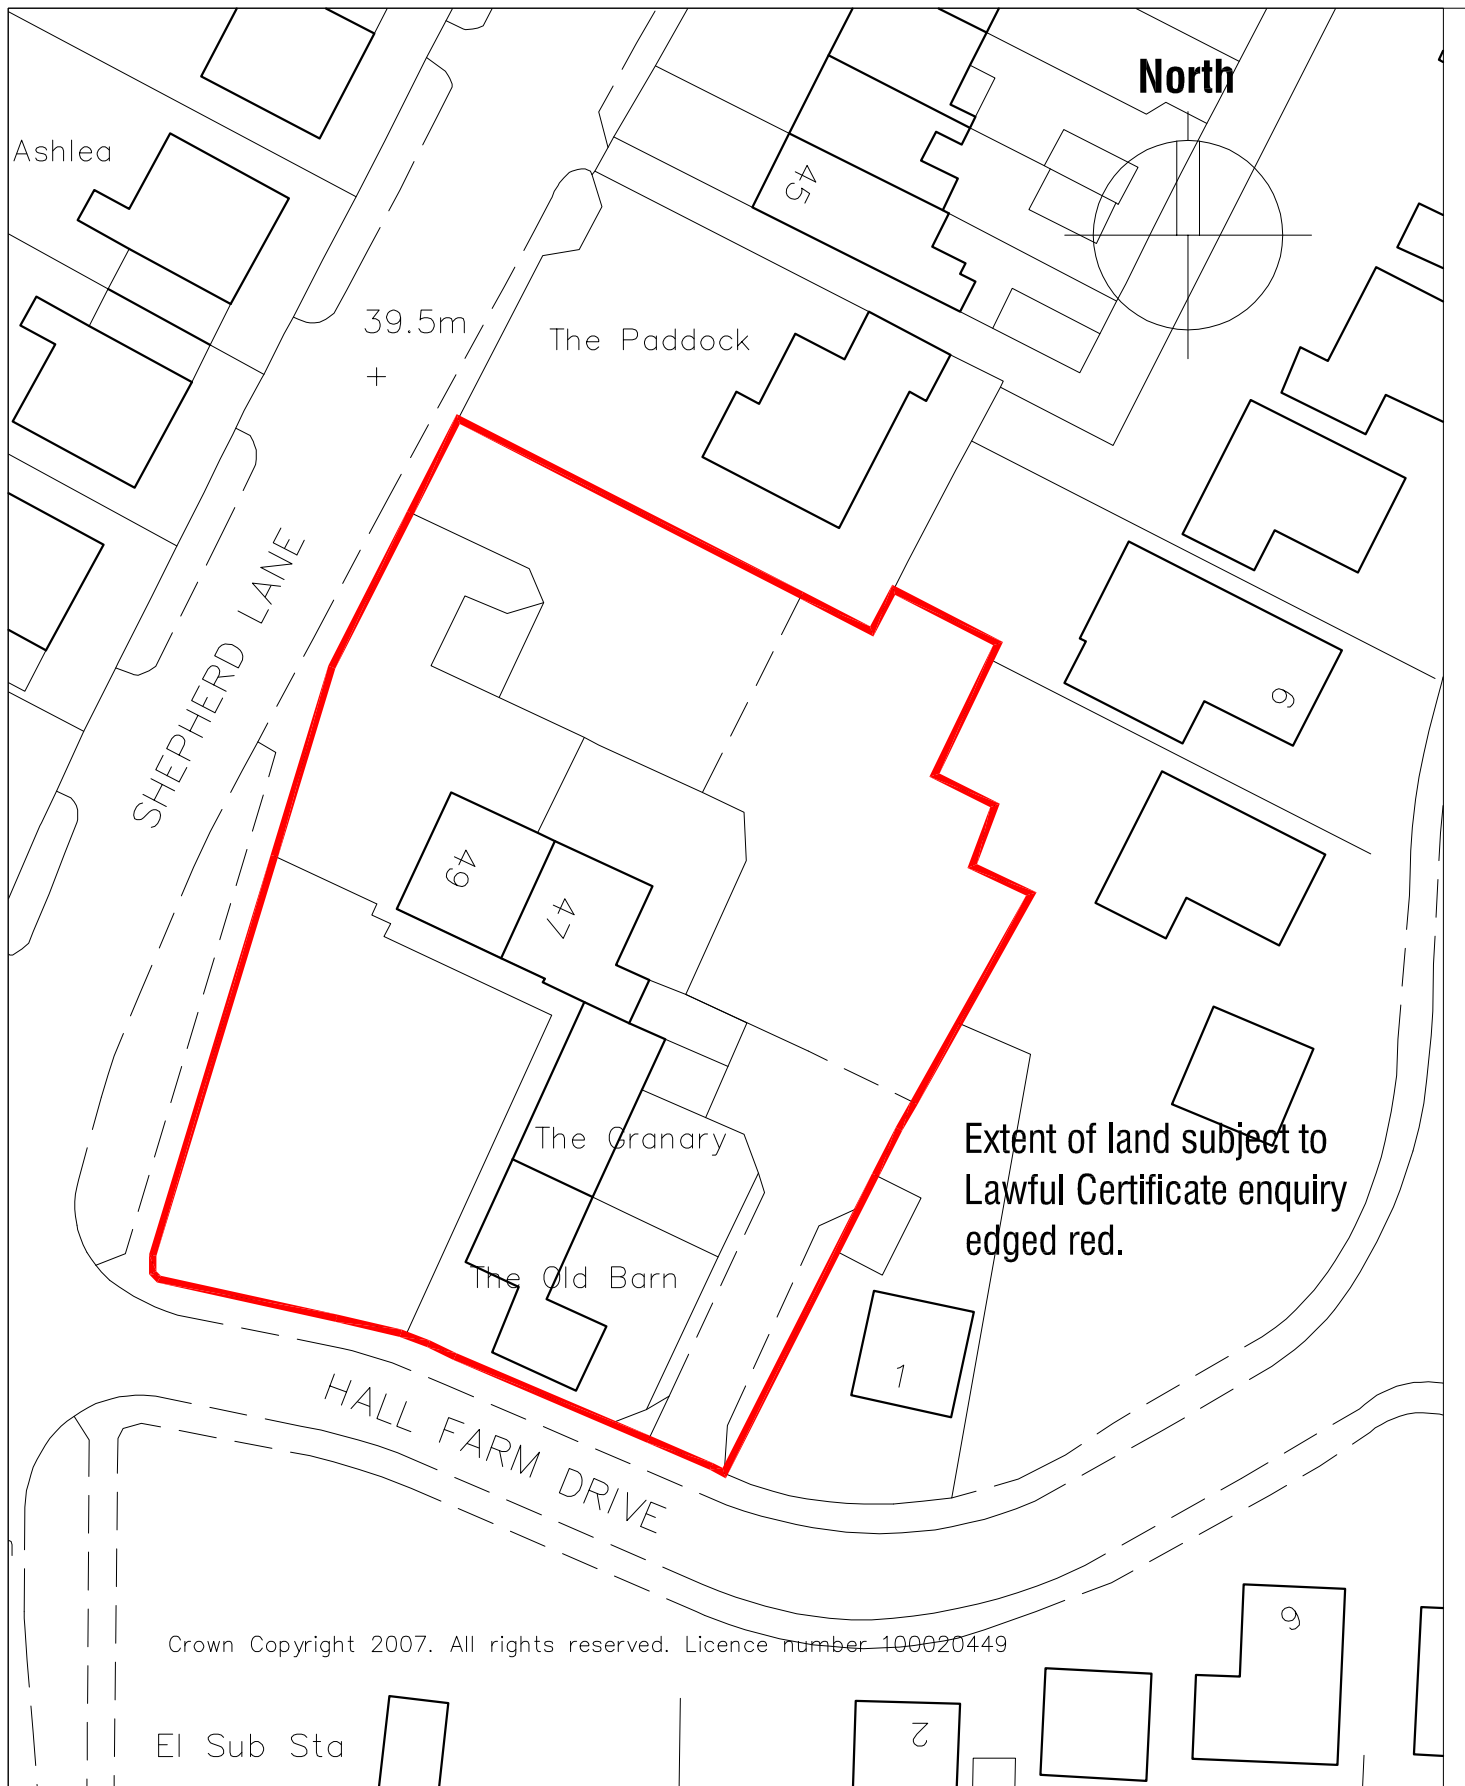 North
Ashlea
45
39.5m
The Paddock
SHEPHERD LANE
6
49
47
The Granary
Extent of land subject to
Lawful Certificate enquiry
edged red.
The Old Barn
1
HALL FARM DRIVE
6
Crown Copyright 2007. All rights reserved. Licence number 100020449
El Sub Sta
2